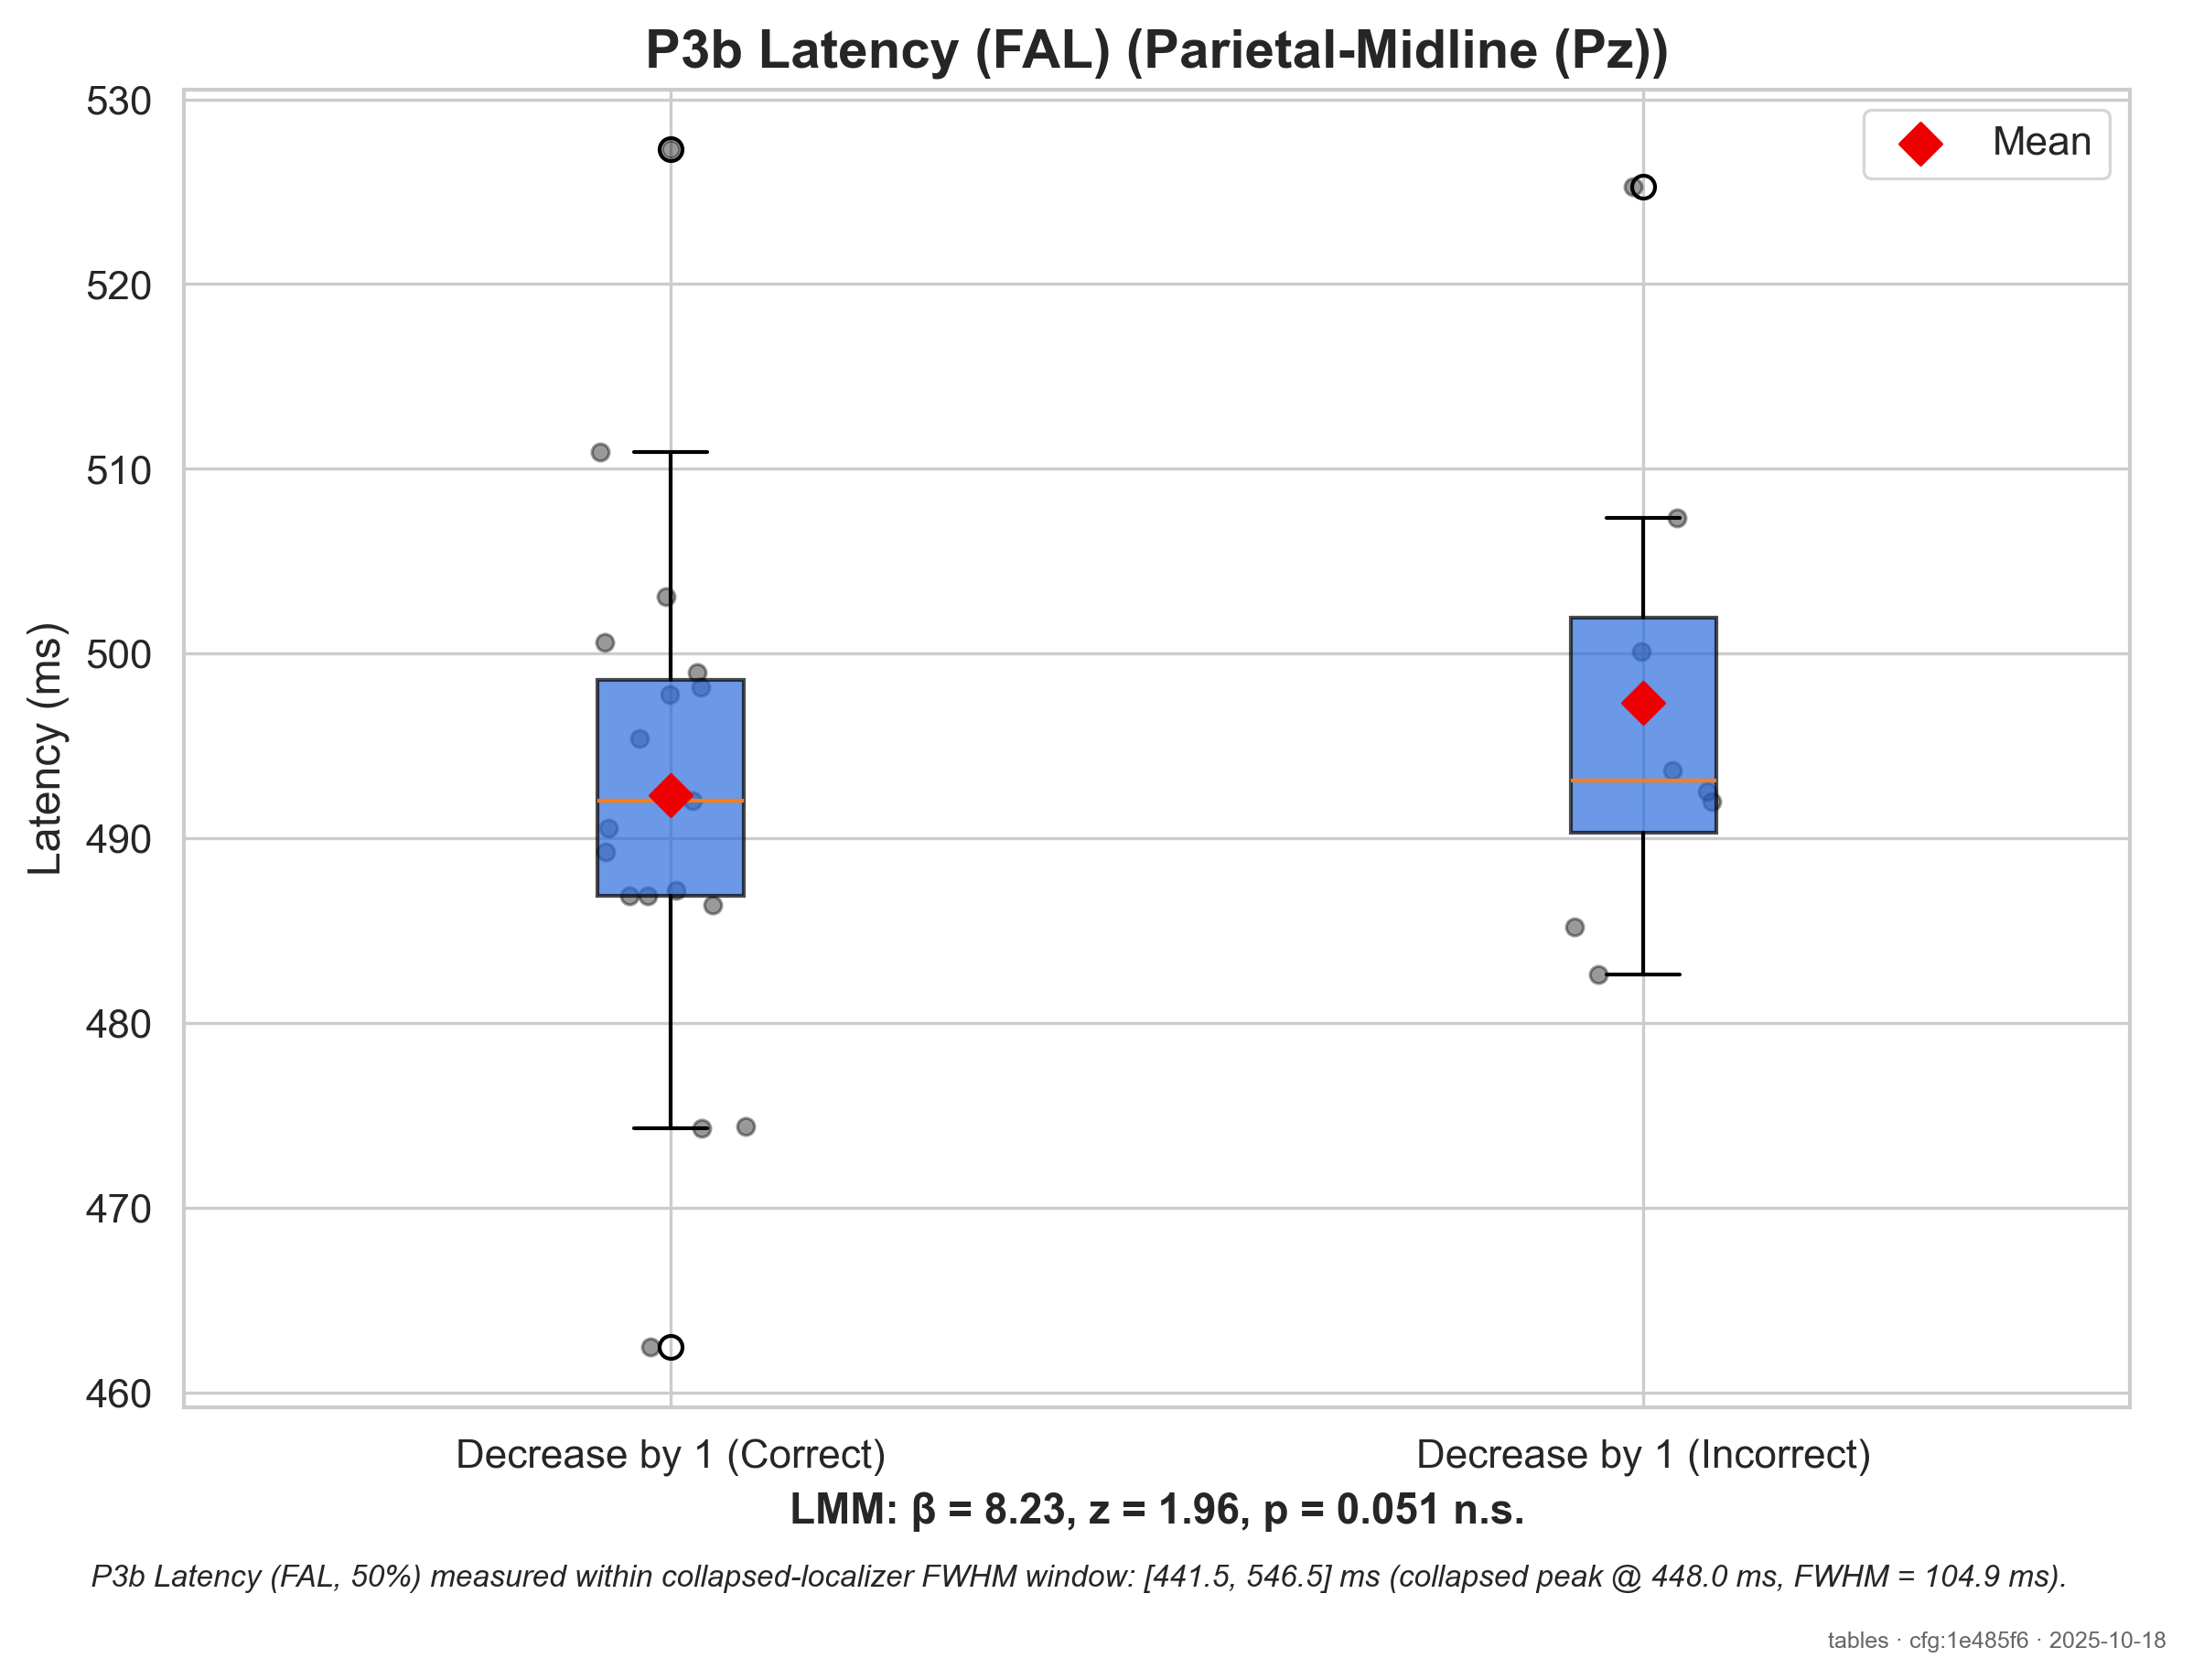 P3b Latency (FAL) (Parietal-Midline (Pz))
Mean
Latency (ms)
530
520
510
500
490
480
470
460
Decrease by 1 (Correct)
Decrease by 1 (Incorrect)
LMM: β = 8.23, z = 1.96, p = 0.051 n.s.
P3b Latency (FAL, 50%) measured within collapsed-localizer FWHM window: [441.5, 546.5] ms (collapsed peak @ 448.0 ms, FWHM = 104.9 ms).
tables · cfg:1e485f6 · 2025-10-18